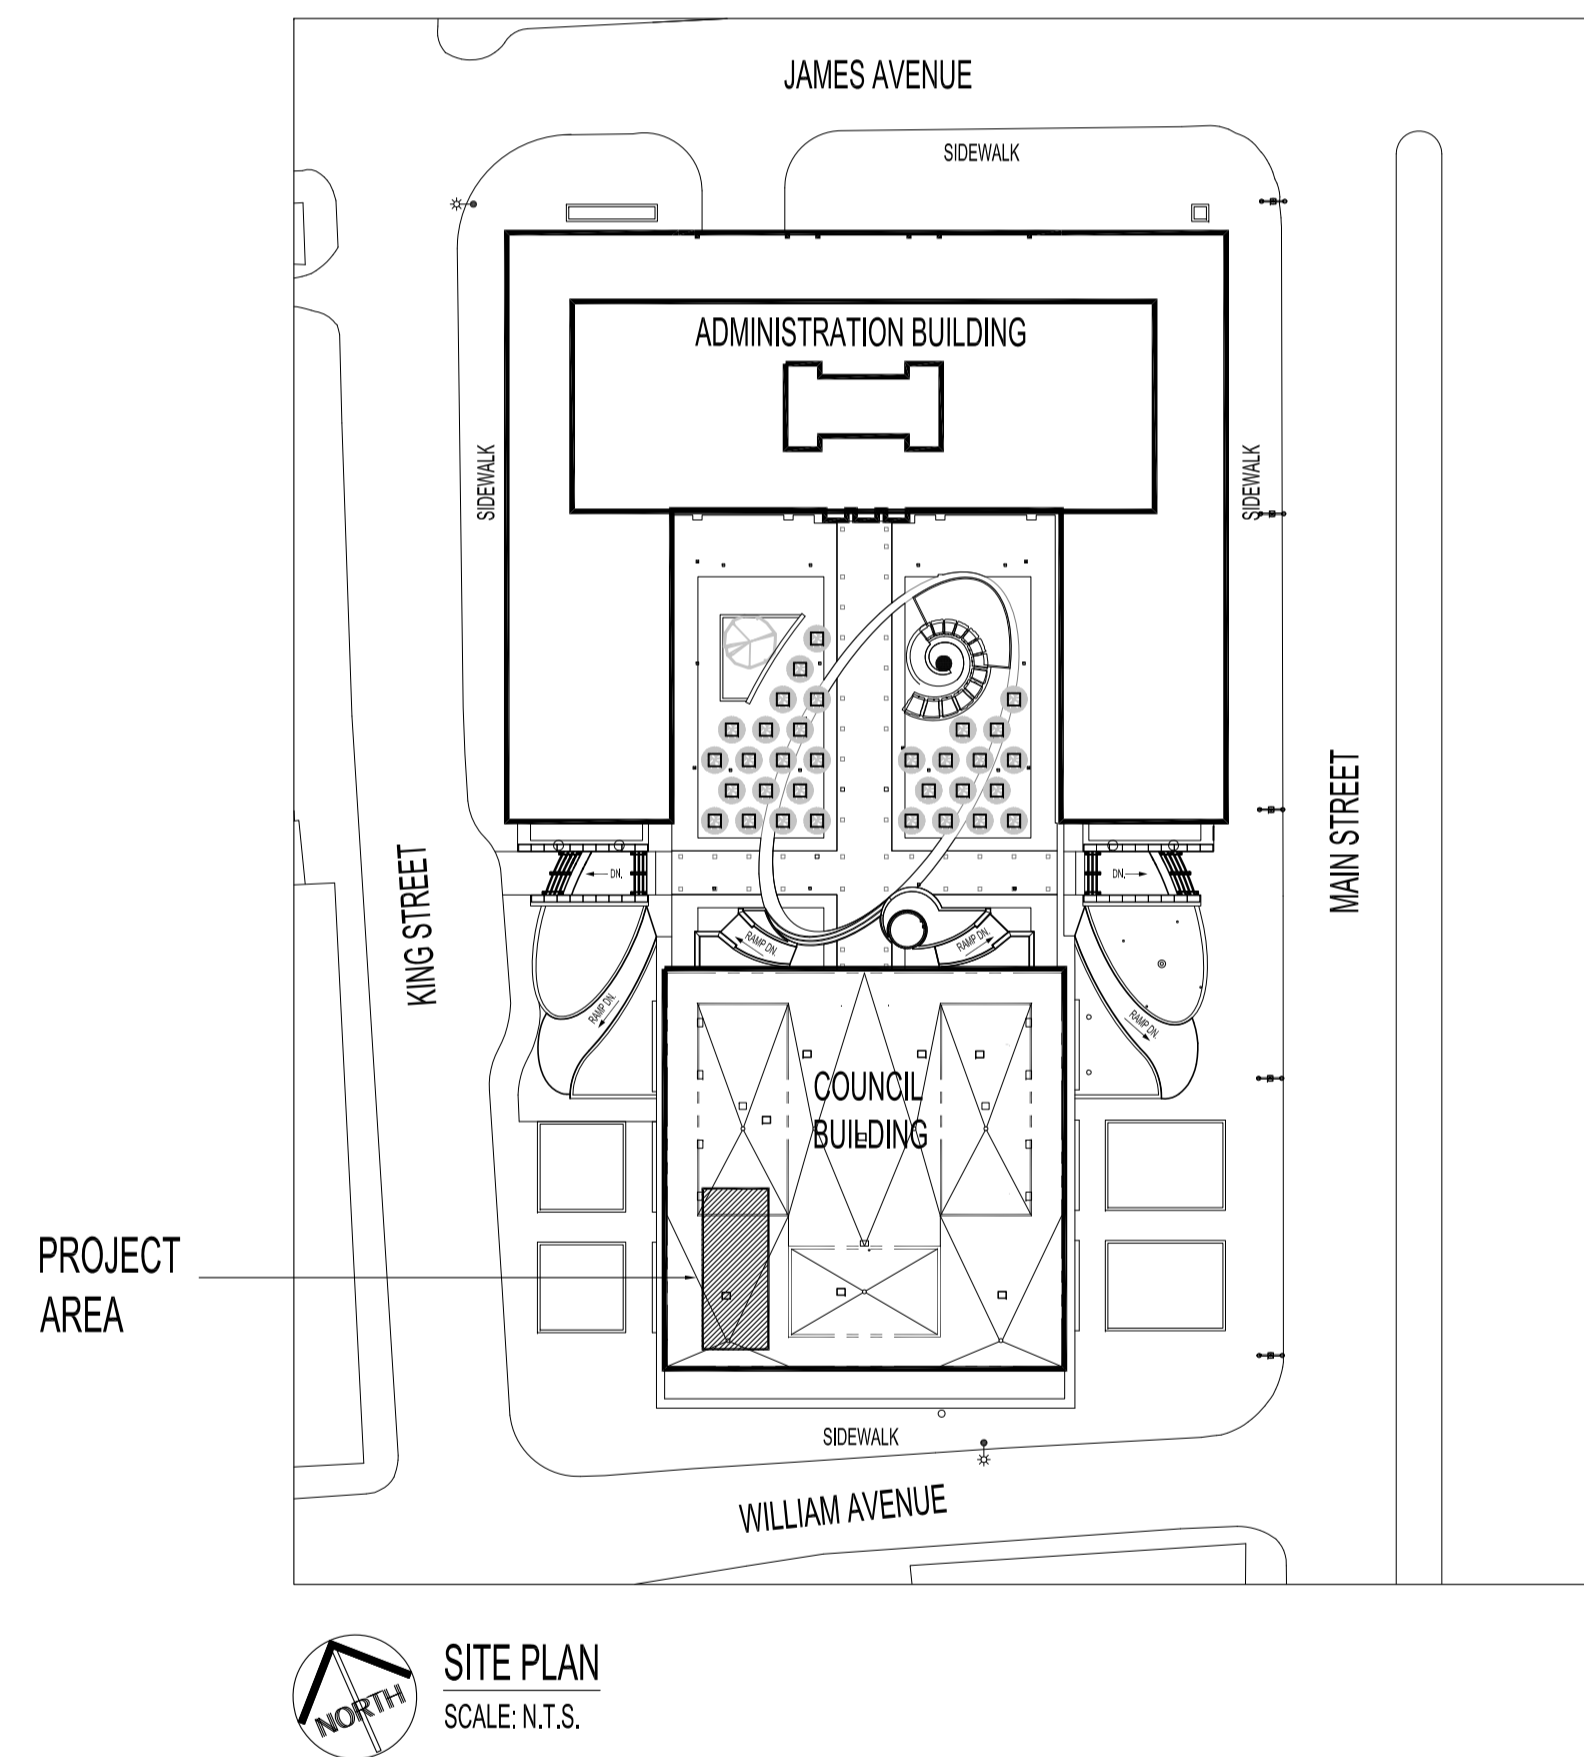 JAMES AVENUE
SIDEWALK
ADMINISTRATION BUILDING
SIDEWALK
SIDEWALK
MAIN STREET
KING STREET
DN.
DN.
RAMP DN.
RAMP DN.
RAMP DN.
RAMP DN.
COUNCIL
BUILDING
PROJECT
AREA
SIDEWALK
WILLIAM AVENUE
NORTH
SITE PLAN
SCALE: N.T.S.